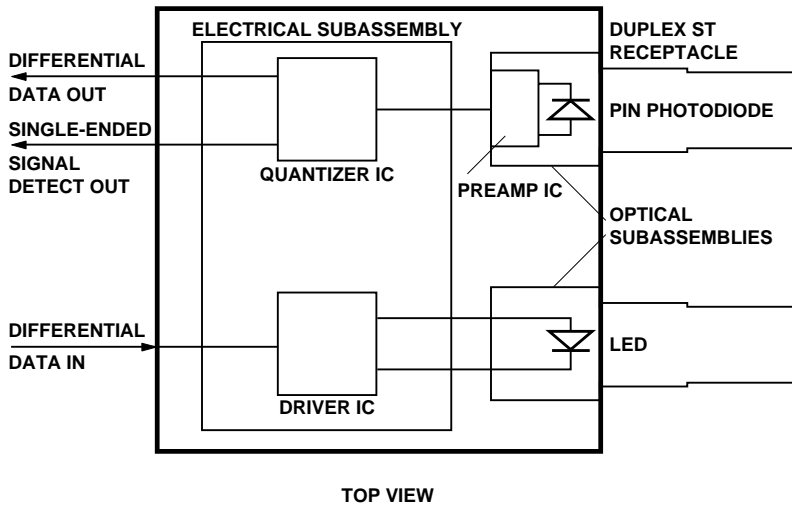 ELECTRICAL SUBASSEMBLY
DUPLEX ST
RECEPTACLE
DIFFERENTIAL
DATA OUT
PIN PHOTODIODE
SINGLE-ENDED
SIGNAL
DETECT OUT
QUANTIZER IC
PREAMP IC
OPTICAL
SUBASSEMBLIES
DIFFERENTIAL
DATA IN
LED
DRIVER IC
TOP VIEW